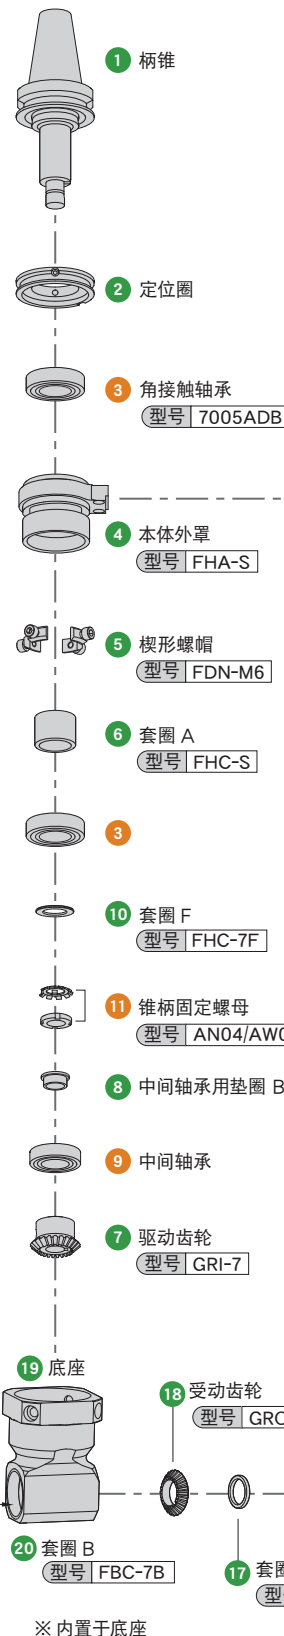 1 柄锥
2 定位圈
3 角接触轴承
型号 7005ADB
4 本体外罩
型号 FHA-S
5 楔形螺帽
型号 FDN-M6
6 套圈 A
型号 FHC-S
3
10 套圈 F
型号 FHC-7F
11 锥柄固定螺母
型号 AN04/AW0
8 中间轴承用垫圈 B
9 中间轴承
7 驱动齿轮
型号 GRI-7
19 底座
18 受动齿轮
型号 GRO
20 套圈 B
型号 FBC-7B
17 套圈
型
※ 内置于底座